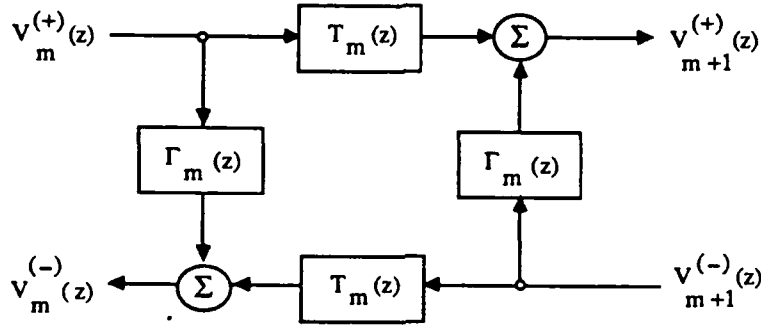 V_m^(+)(z)
T_m(z)
Σ
V_{m+1}^(+)(z)
Γ_m(z)
Γ_m(z)
V_m^(-)(z)
Σ
T_m(z)
V_{m+1}^(-)(z)